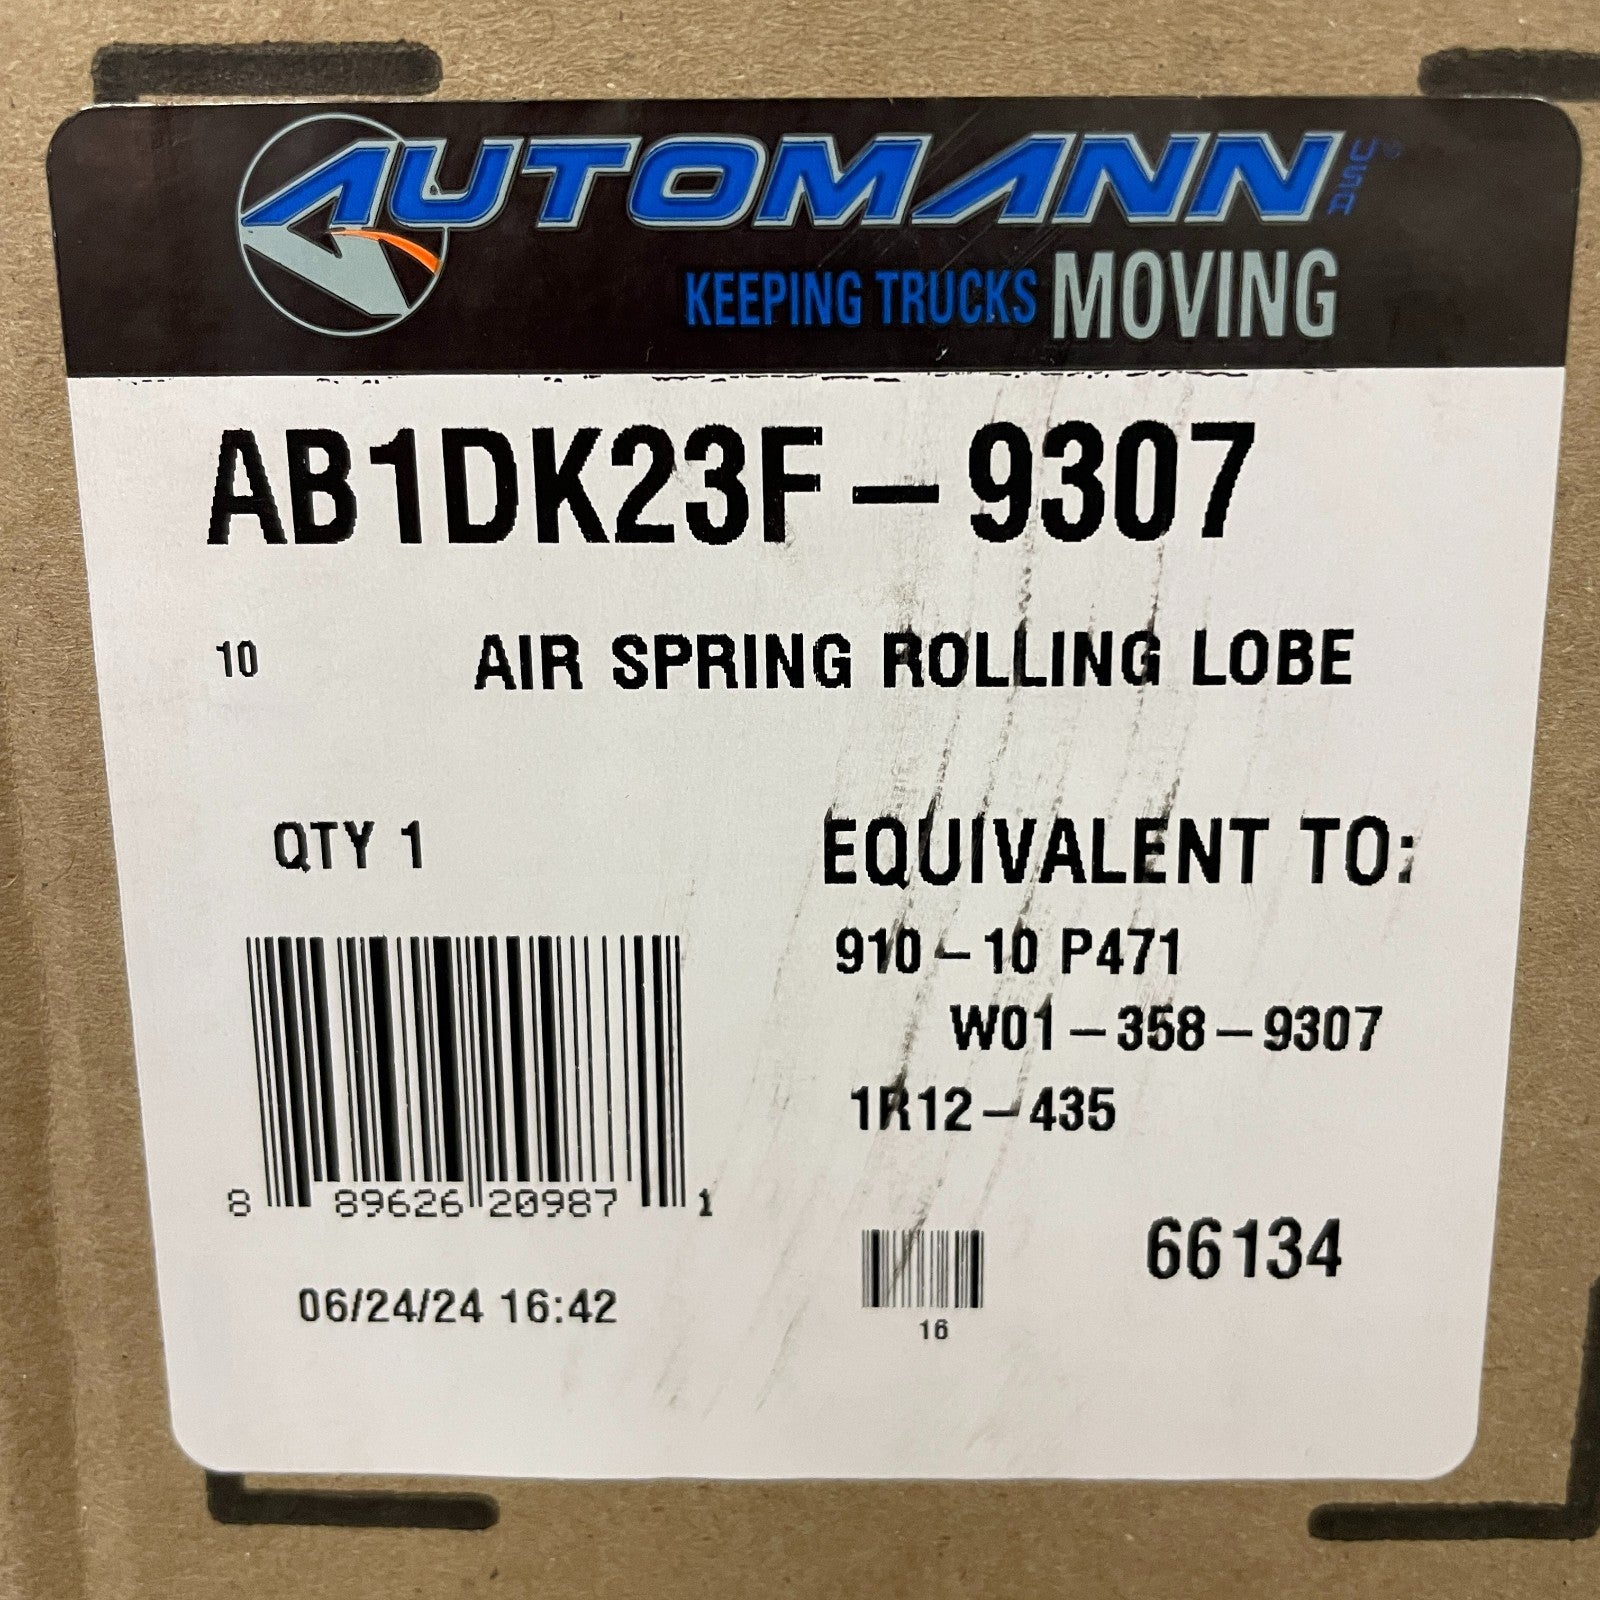 AUTOMANN USA®
KEEPING TRUCKS MOVING
AB1DK23F-9307
10 AIR SPRING ROLLING LOBE
QTY 1
EQUIVALENT TO:
910-10 P471
W01-358-9307
1R12-435
8 89626 20987 1
66134
06/24/24 16:42
16